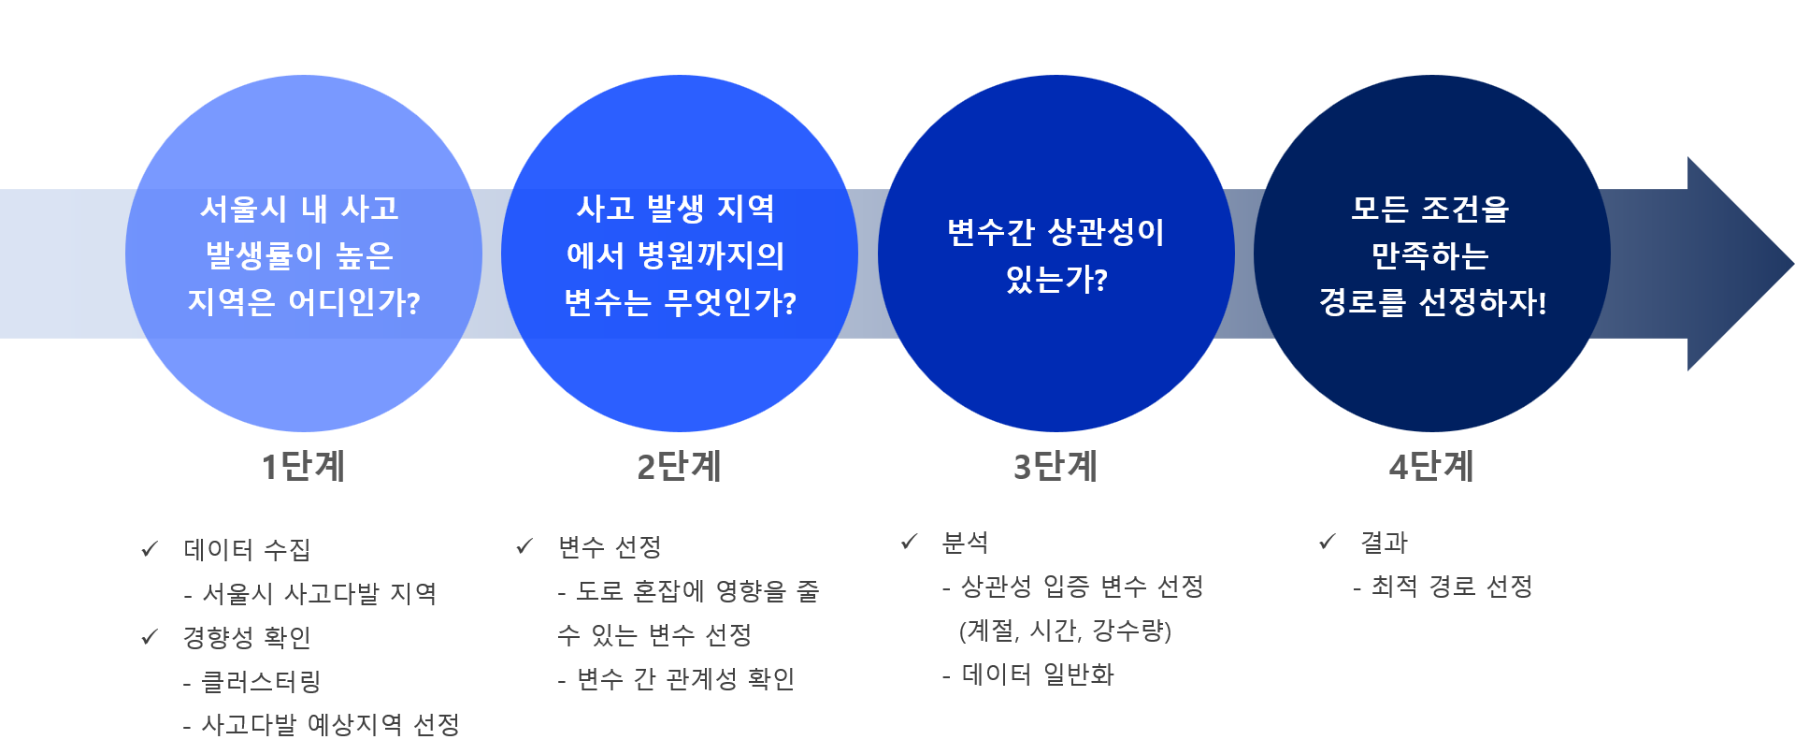 서울시 내 사고
발생률이 높은
지역은 어디인가?
사고 발생 지역
에서 병원까지의
변수는 무엇인가?
변수간 상관성이
있는가?
모든 조건을
만족하는
경로를 선정하자!
1단계
2단계
3단계
4단계
✓ 데이터 수집
- 서울시 사고다발 지역
✓ 경향성 확인
- 클러스터링
- 사고다발 예상지역 선정
✓ 변수 선정
- 도로 혼잡에 영향을 줄
수 있는 변수 선정
- 변수 간 관계성 확인
✓ 분석
- 상관성 입증 변수 선정
(계절, 시간, 강수량)
- 데이터 일반화
✓ 결과
- 최적 경로 선정